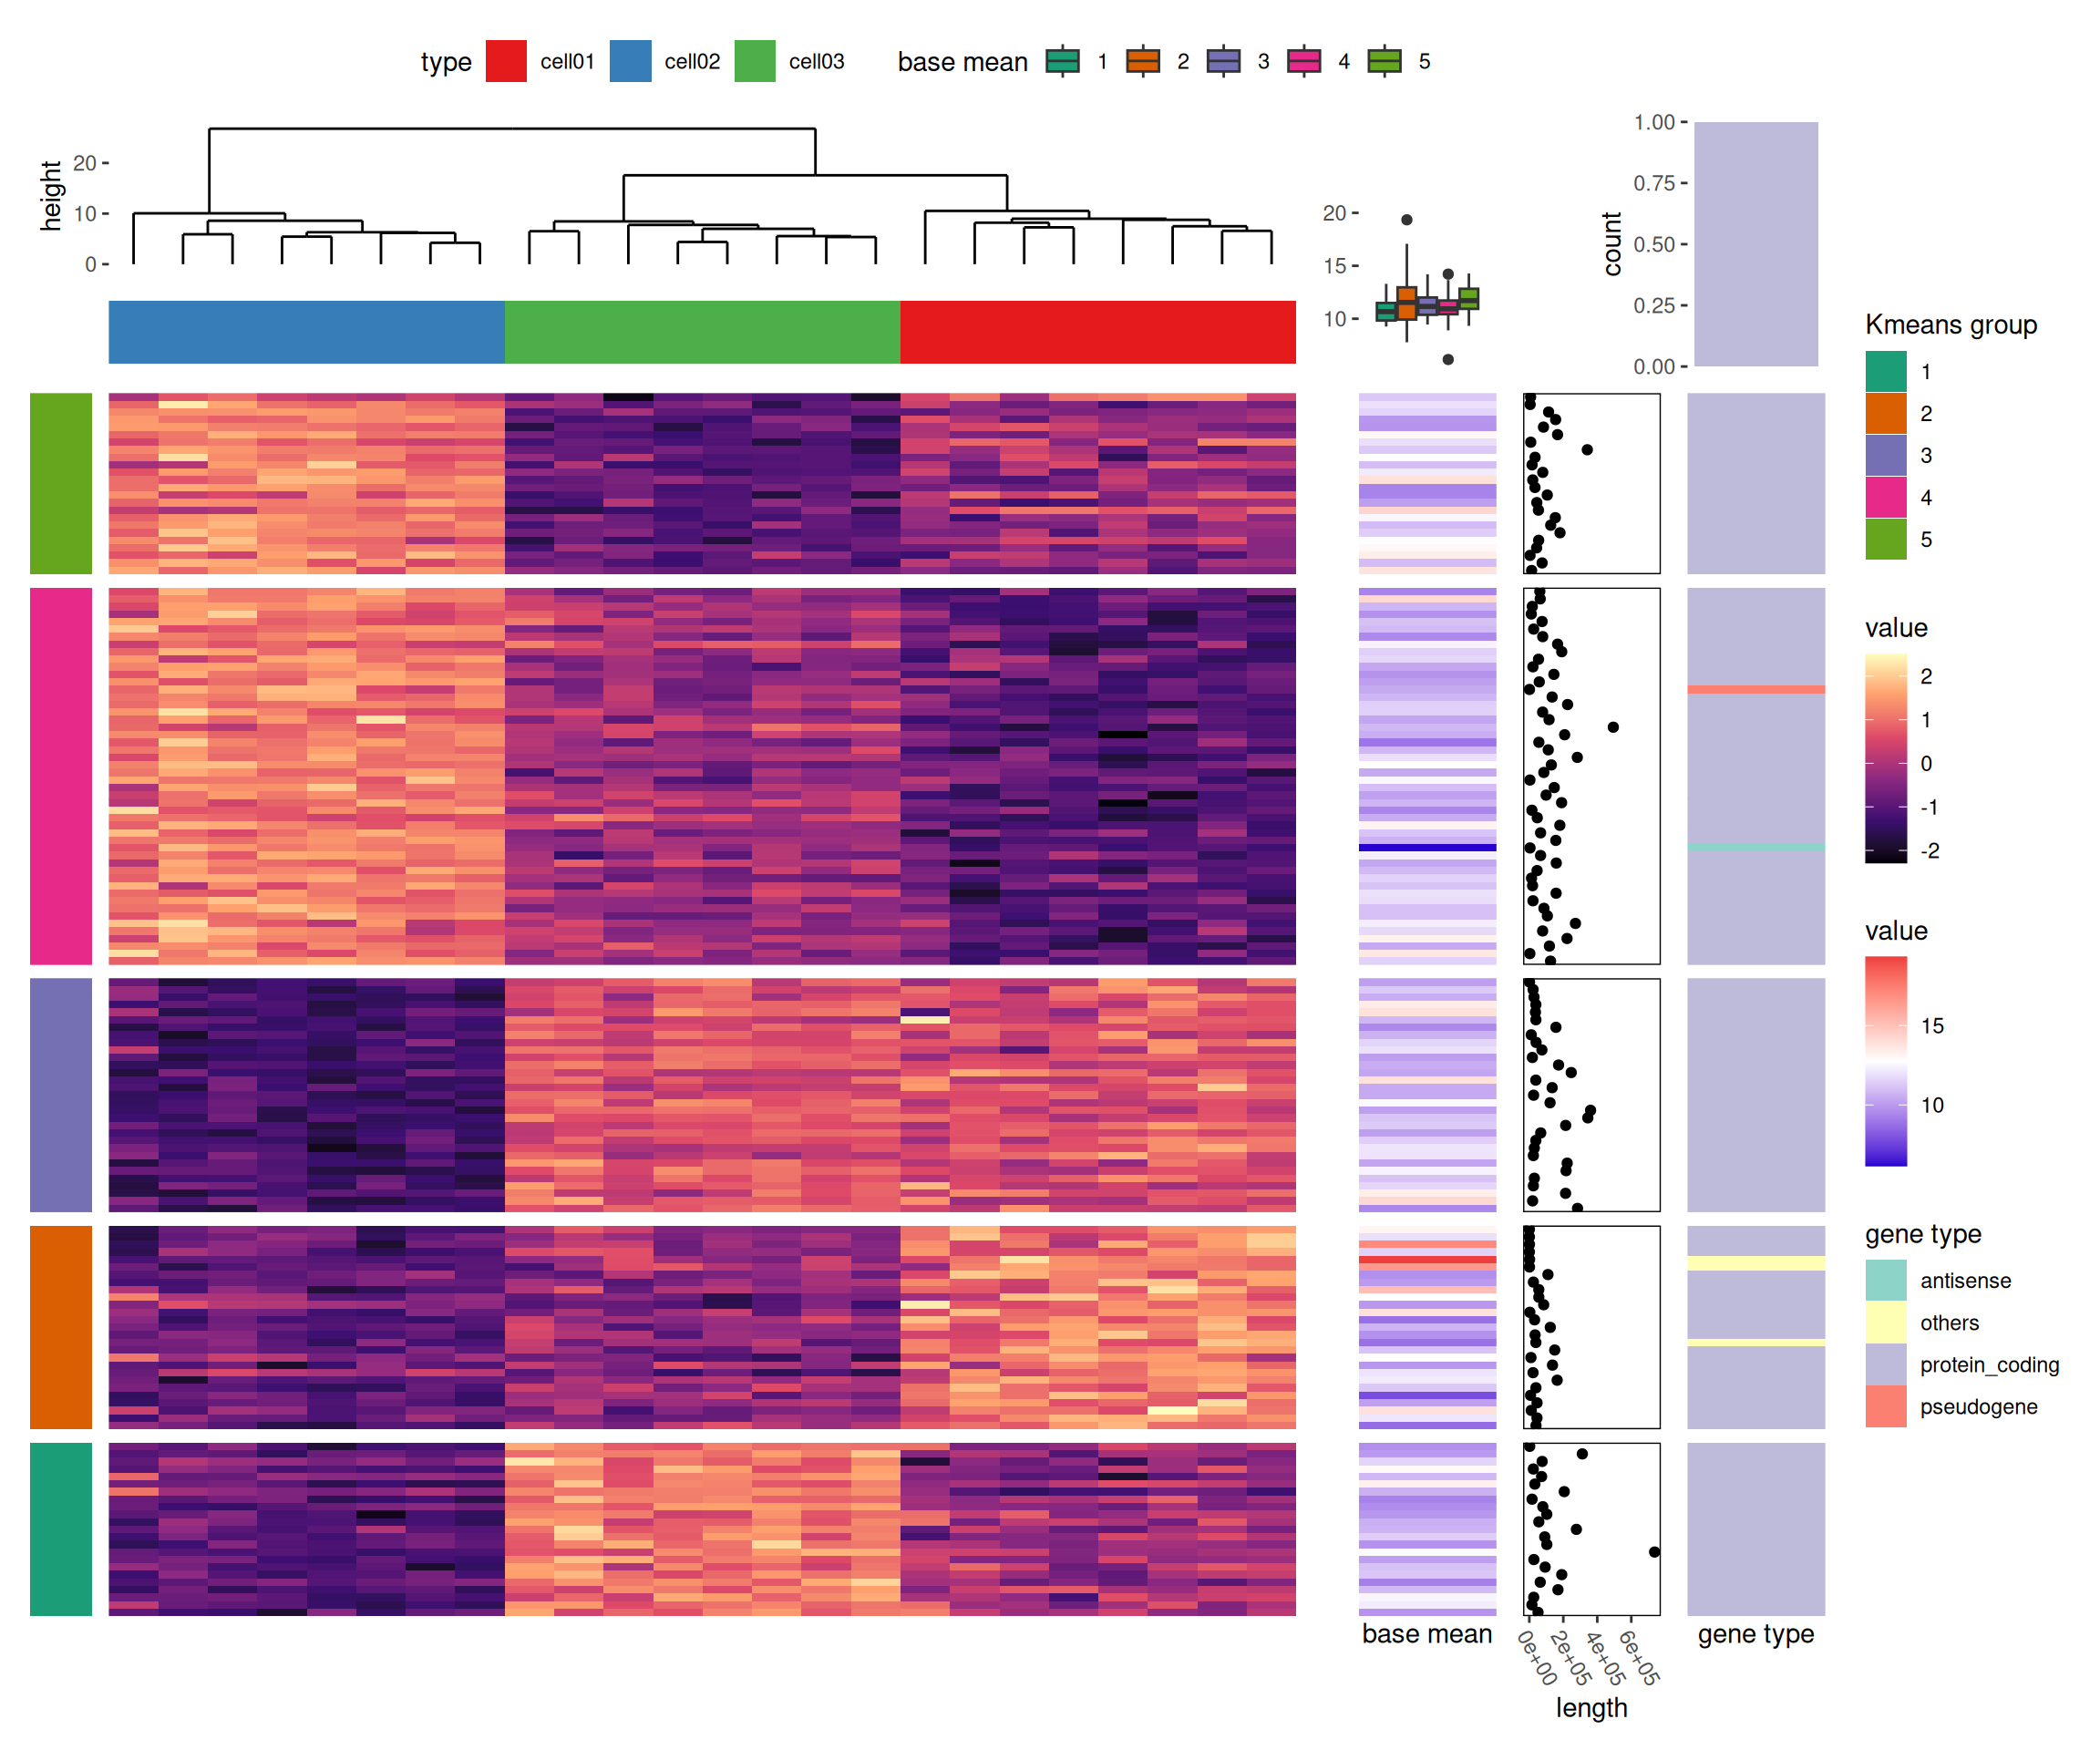 type cell01 cell02 cell03 base mean 1 2 3 4 5
height
20
10
0
20
15
10
count
1.00
0.75
0.50
0.25
0.00
Kmeans group
1
2
3
4
5
value
2
1
0
-1
-2
value
15
10
gene type
antisense
others
protein_coding
pseudogene
base mean
0e+00 2e+05 4e+05 6e+05
length
gene type